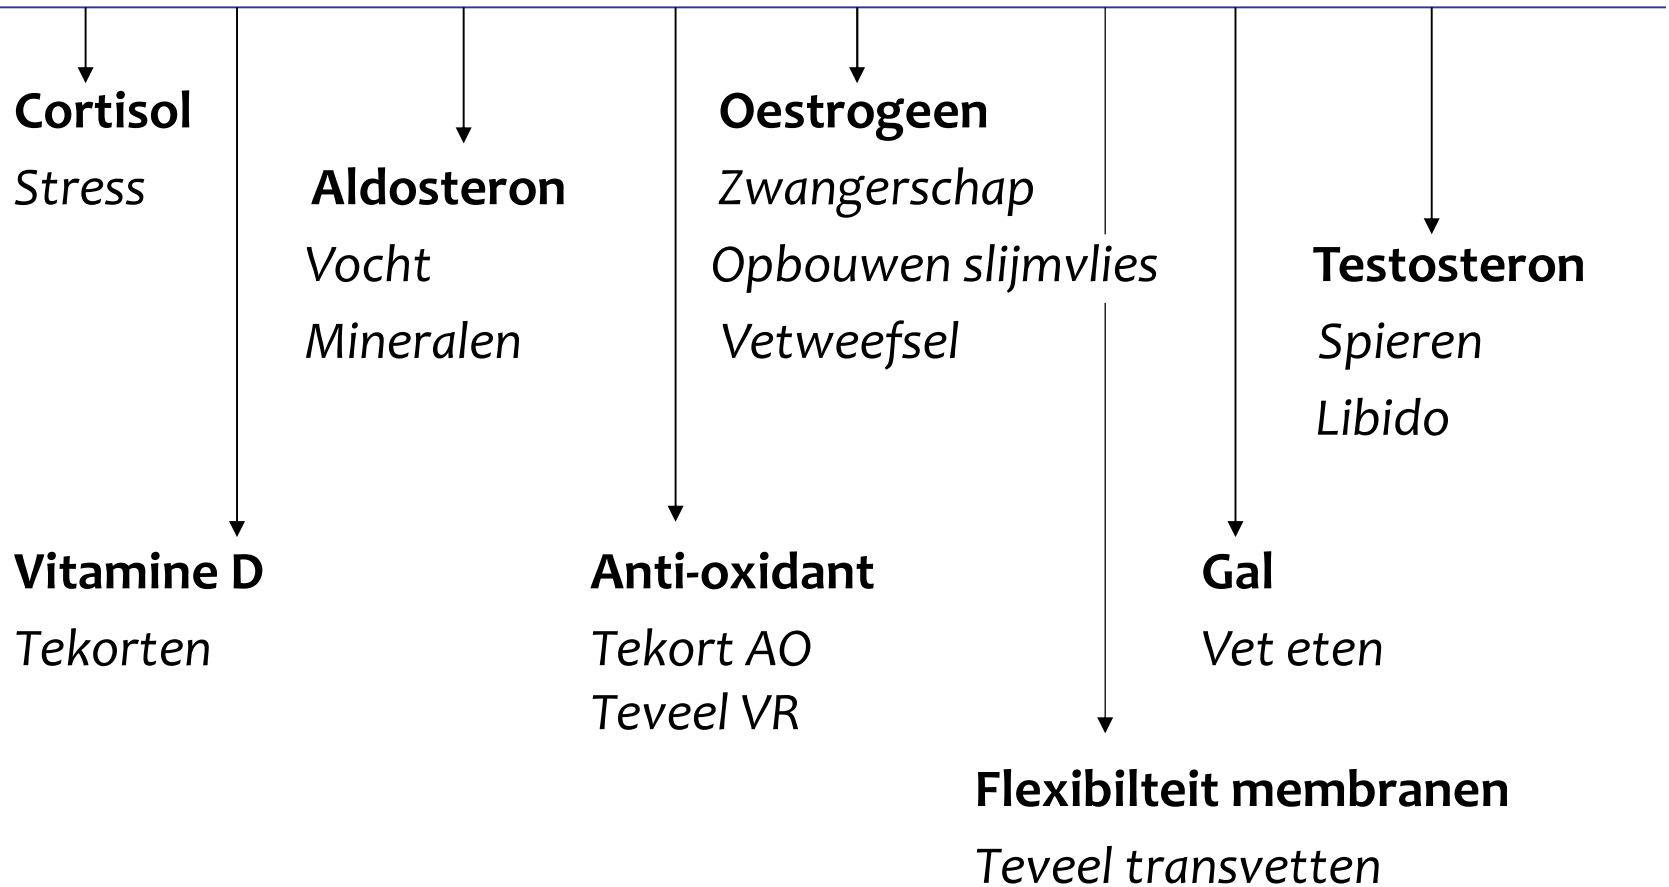 Cortisol
Stress
Aldosteron
Vocht
Mineralen
Oestrogeen
Zwangerschap
Opbouwen slijmvlies
Vetweefsel
Testosteron
Spieren
Libido
Vitamine D
Tekorten
Anti-oxidant
Tekort AO
Teveel VR
Gal
Vet eten
Flexibilteit membranen
Teveel transvetten